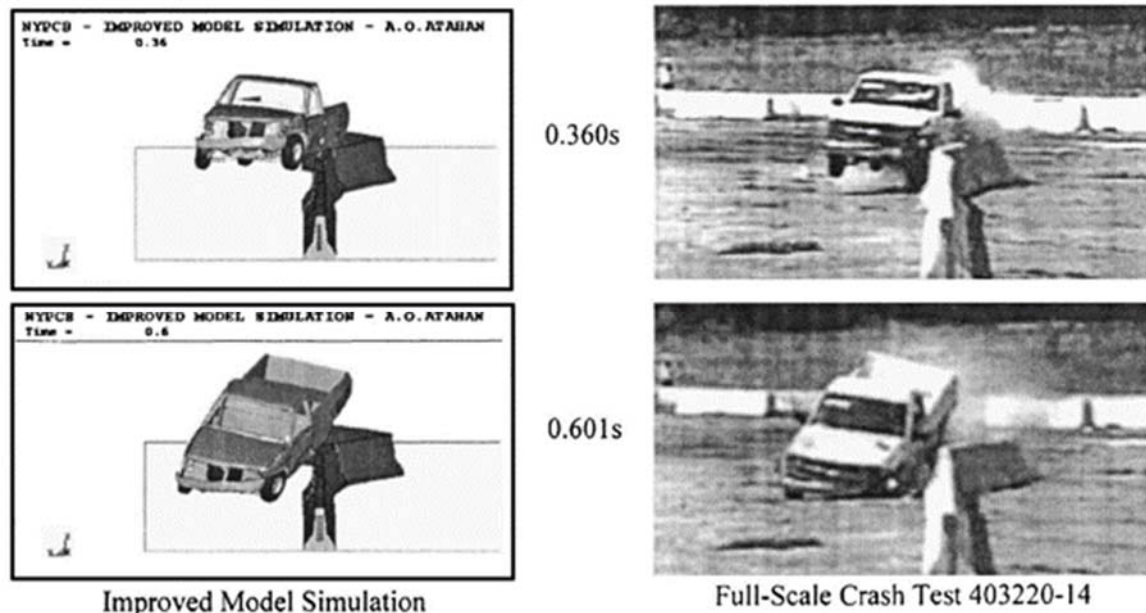 NYPCB - IMPROVED MODEL SIMULATION - A.O.ATAHAN
Time = 0.36
0.360s
NYPCB - IMPROVED MODEL SIMULATION - A.O.ATAHAN
Time = 0.6
0.601s
Improved Model Simulation
Full-Scale Crash Test 403220-14